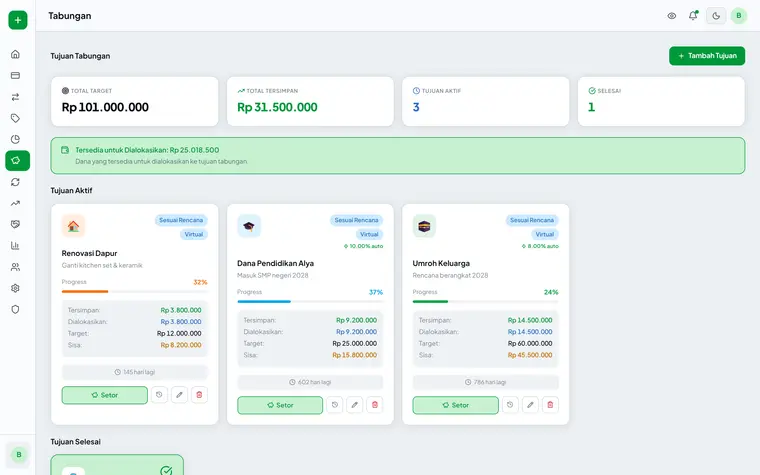 Tabungan
B
Tujuan Tabungan
+ Tambah Tujuan
TOTAL TARGET
Rp 101.000.000
TOTAL TERSIMPAN
Rp 31.500.000
TUJUAN AKTIF
3
SELESAI
1
Tersedia untuk Dialokasikan: Rp 25.018.500
Dana yang tersedia untuk dialokasikan ke tujuan tabungan
Tujuan Aktif
Sesuai Rencana
Virtual
Renovasi Dapur
Ganti kitchen set & keramik
Progress 32%
Tersimpan: Rp 3.800.000
Dialokasikan: Rp 3.800.000
Target: Rp 12.000.000
Sisa: Rp 8.200.000
145 hari lagi
Setor
Sesuai Rencana
Virtual
10.00% auto
Dana Pendidikan Alya
Masuk SMP negeri 2028
Progress 37%
Tersimpan: Rp 9.200.000
Dialokasikan: Rp 9.200.000
Target: Rp 25.000.000
Sisa: Rp 15.800.000
602 hari lagi
Setor
Sesuai Rencana
Virtual
8.00% auto
Umroh Keluarga
Rencana berangkat 2028
Progress 24%
Tersimpan: Rp 14.500.000
Dialokasikan: Rp 14.500.000
Target: Rp 60.000.000
Sisa: Rp 45.500.000
786 hari lagi
Setor
Tujuan Selesai
B